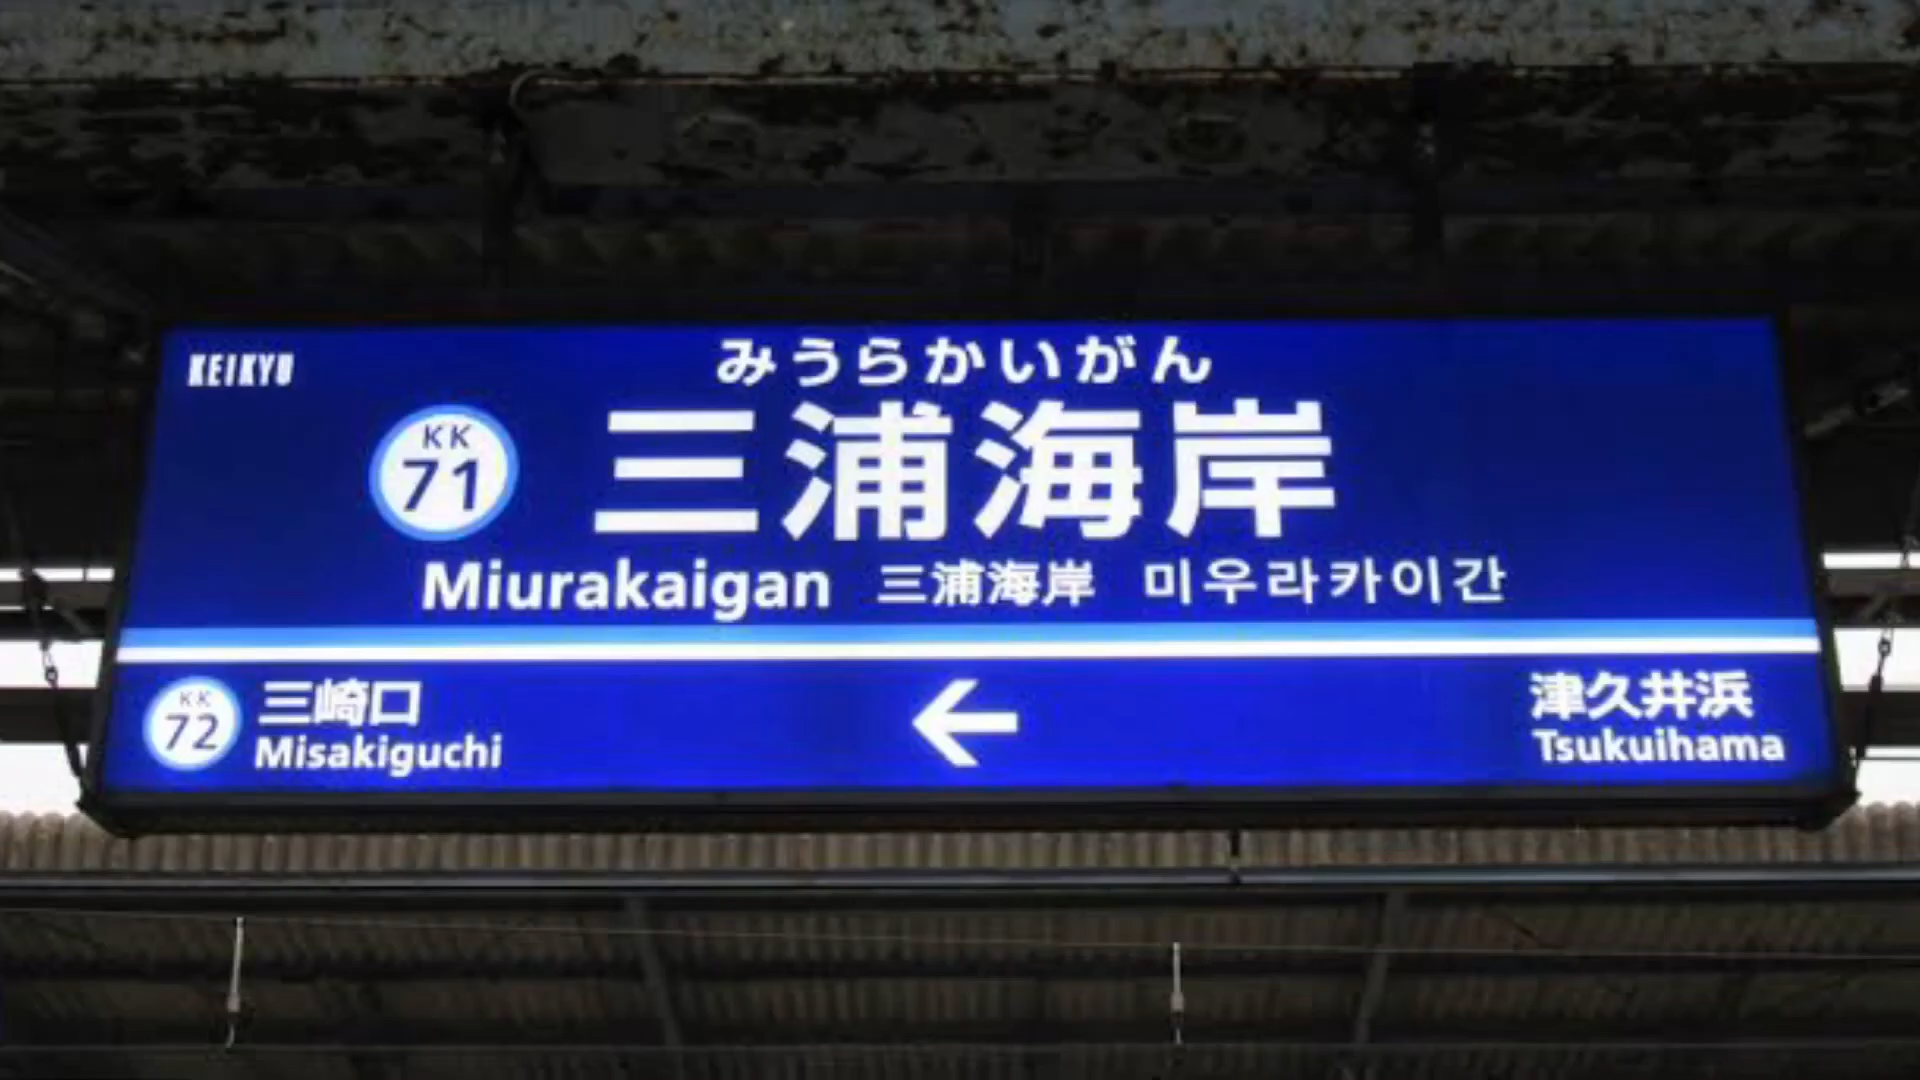 KEIKYU
みうらかいがん
KK
71
三浦海岸
Miurakaigan 三浦海岸 미우라카이간
KK
72
三崎口
Misakiguchi
津久井浜
Tsukuihama